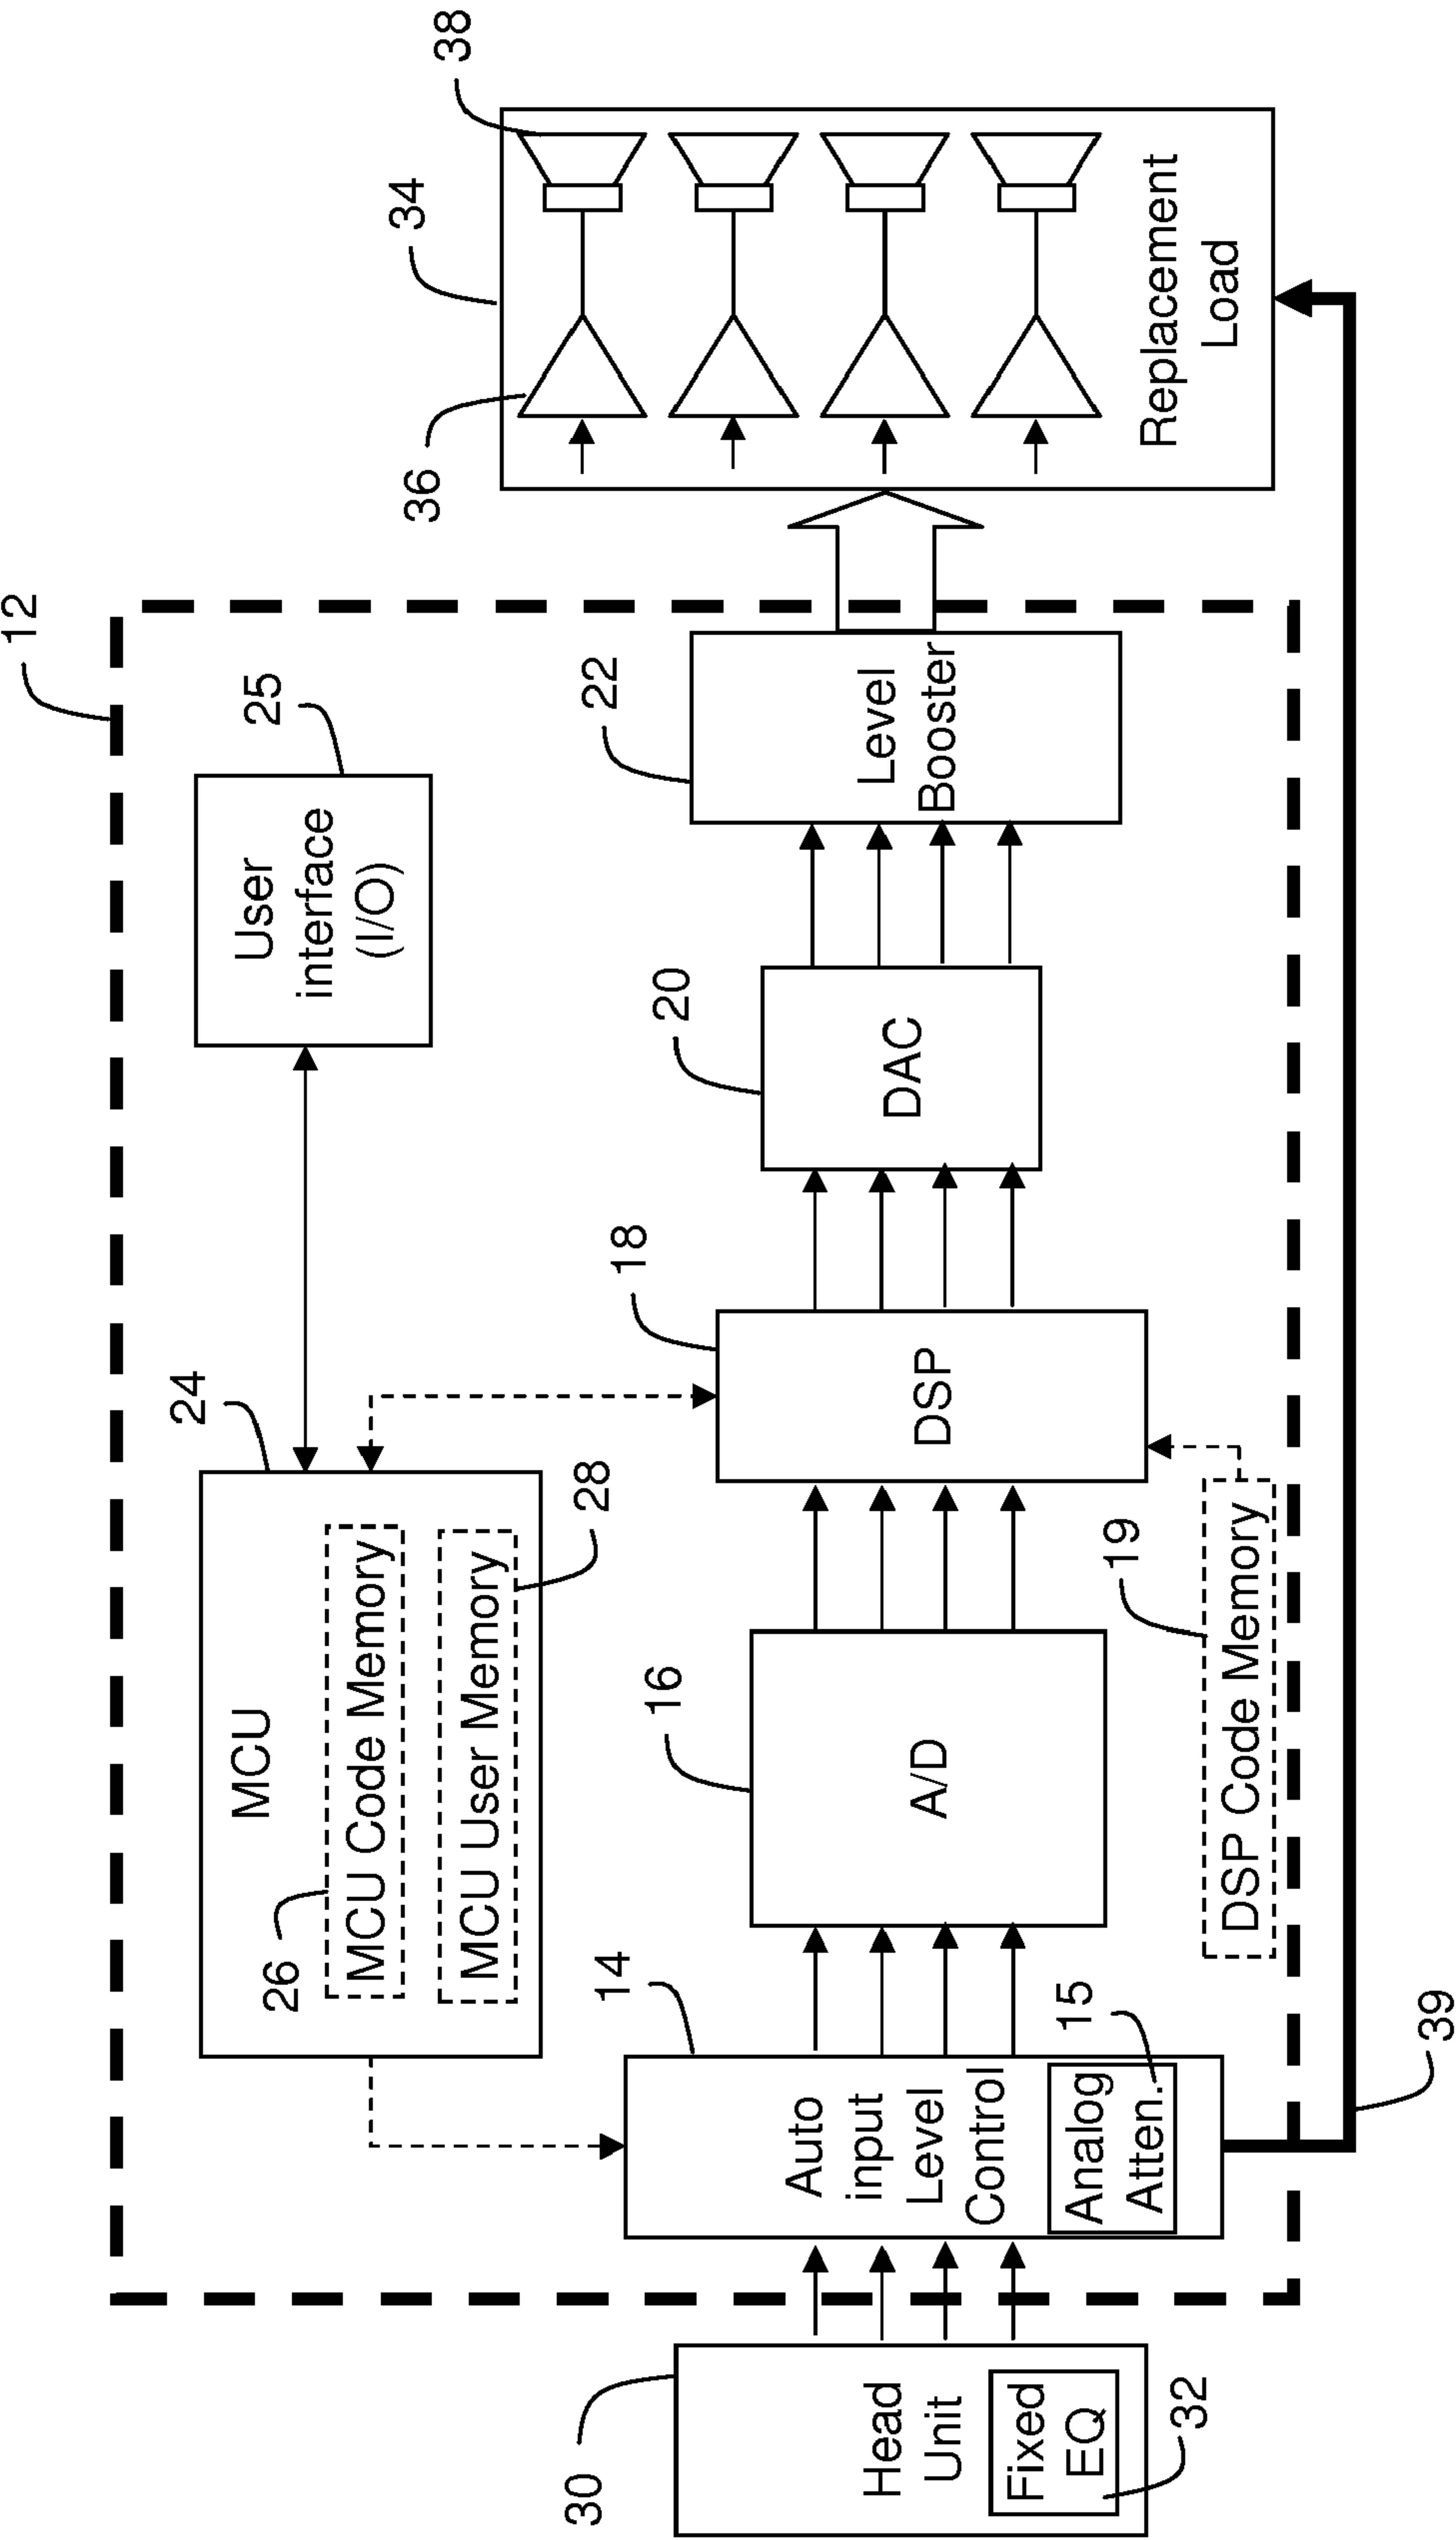 12
24
MCU
26
MCU Code Memory
MCU User Memory
28
25
User
interface
(I/O)
30
Head
Unit
Fixed
EQ
32
14
Auto
input
Level
Control
15
Analog
Atten.
16
A/D
18
DSP
19
DSP Code Memory
20
DAC
22
Level
Booster
34
36
38
Replacement
Load
39